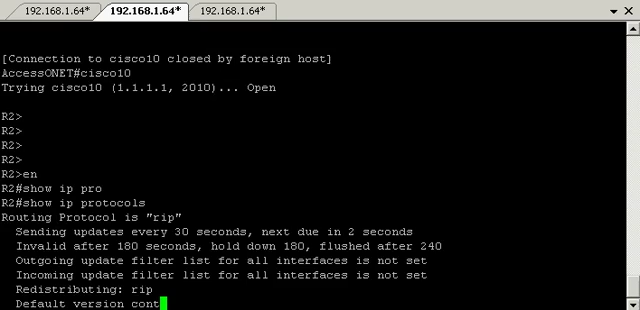 192.168.1.64* 192.168.1.64* 192.168.1.64*
[Connection to cisco10 closed by foreign host]
AccessONET#cisco10
Trying cisco10 (1.1.1.1, 2010)... Open
R2>
R2>
R2>
R2>
R2>en
R2#show ip pro
R2#show ip protocols
Routing Protocol is "rip"
Sending updates every 30 seconds, next due in 2 seconds
Invalid after 180 seconds, hold down 180, flushed after 240
Outgoing update filter list for all interfaces is not set
Incoming update filter list for all interfaces is not set
Redistributing: rip
Default version cont